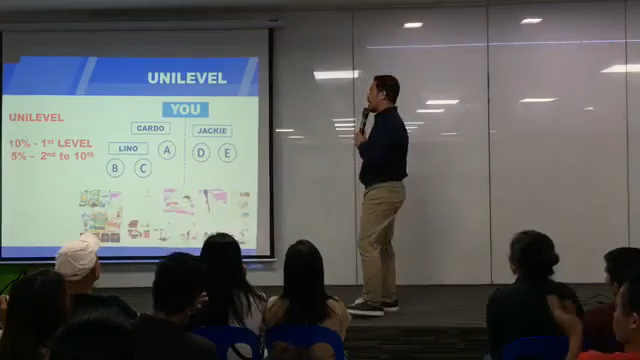 UNILEVEL
YOU
UNILEVEL
10% - 1st LEVEL
5% - 2nd to 10th
CARDO
JACKIE
LINO
A
D
E
B
C